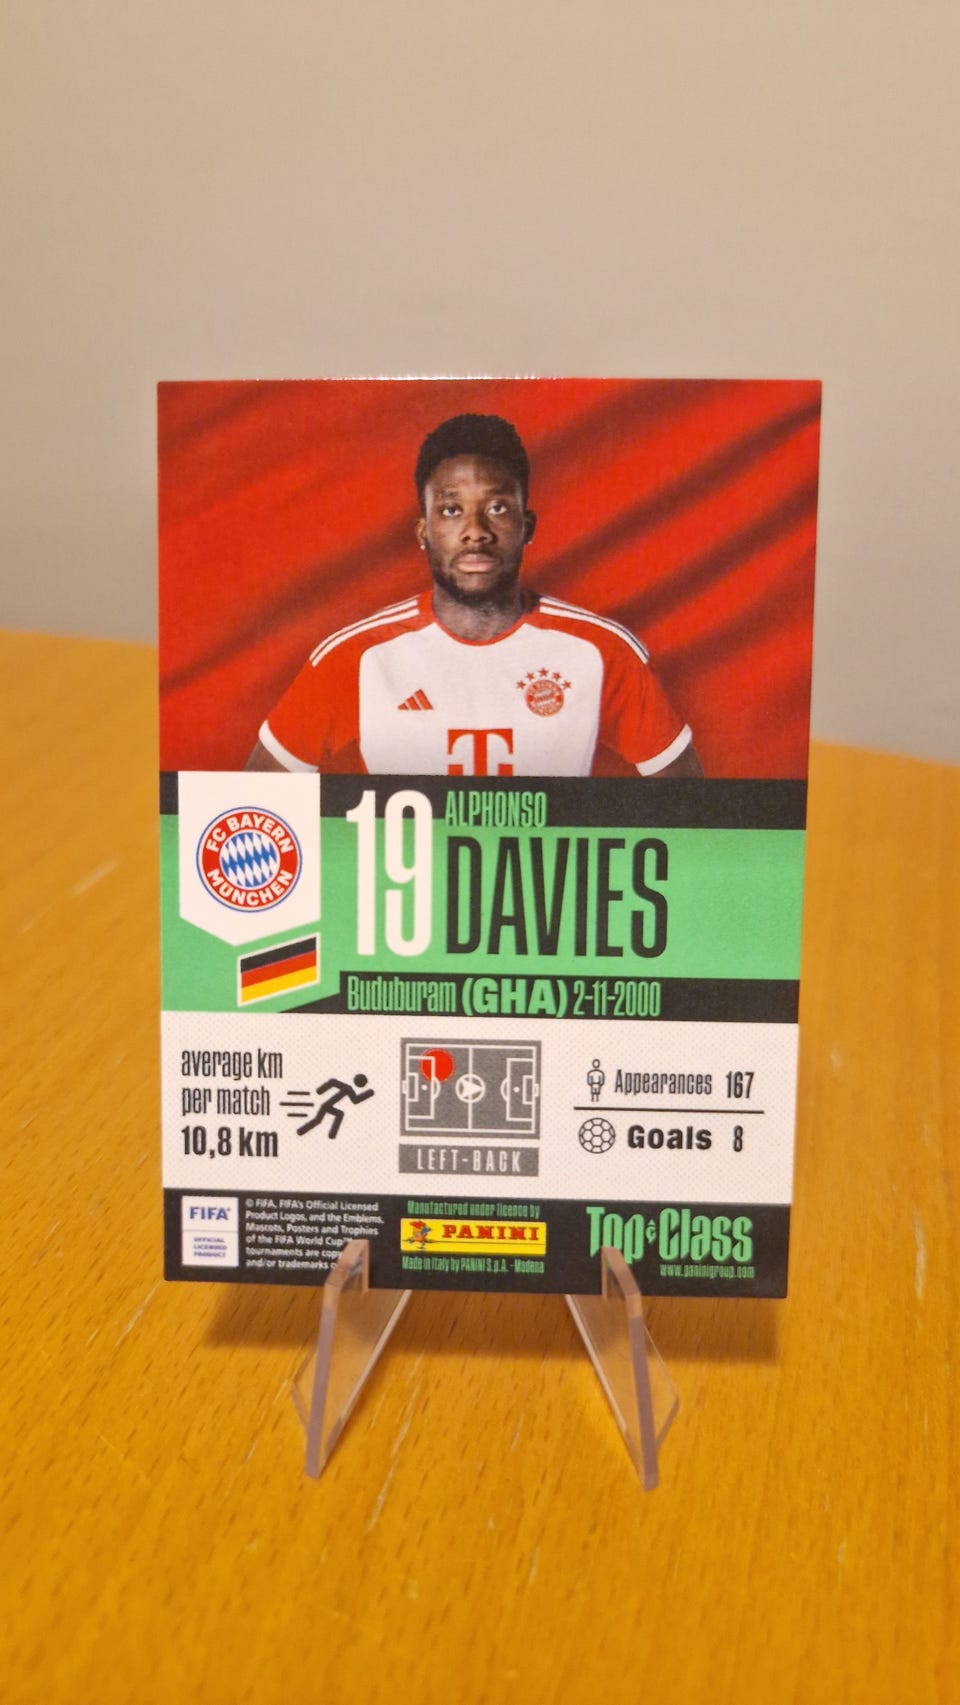 FC BAYERN
MÜNCHEN
19
ALPHONSO
DAVIES
Buduburam (GHA) 2-11-2000
average km
per match
10,8 km
LEFT-BACK
Appearances 167
Goals 8
FIFA
OFFICIAL
LICENSED
PRODUCT
© FIFA, FIFA's Official Licensed
Product Logos, and the Emblems,
Mascots, Posters and Trophies
of the FIFA World Cup™
tournaments are
and/or trademarks
Manufactured under licence by
PANINI
Made in Italy by PANINI S.p.A. - Modena
Top Class
www.paninigroup.com